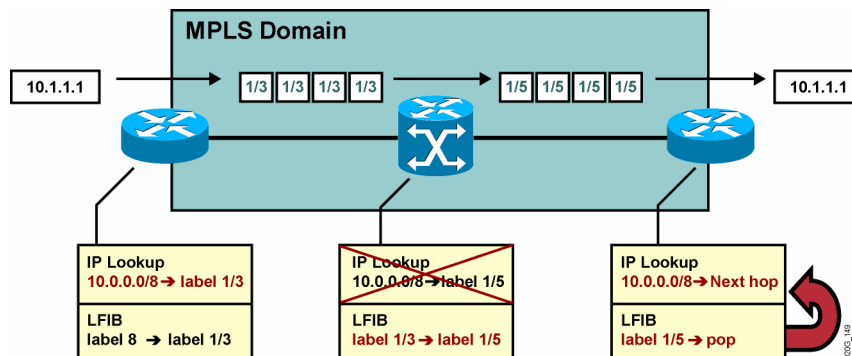 MPLS Domain
10.1.1.1
1/3 1/3 1/3 1/3
1/5 1/5 1/5 1/5
10.1.1.1
IP Lookup
10.0.0.0/8 → label 1/3
LFIB
label 8 → label 1/3
IP Lookup
10.0.0.0/8 → label 1/5
LFIB
label 1/3 → label 1/5
IP Lookup
10.0.0.0/8 → Next hop
LFIB
label 1/5 → pop
20G_149